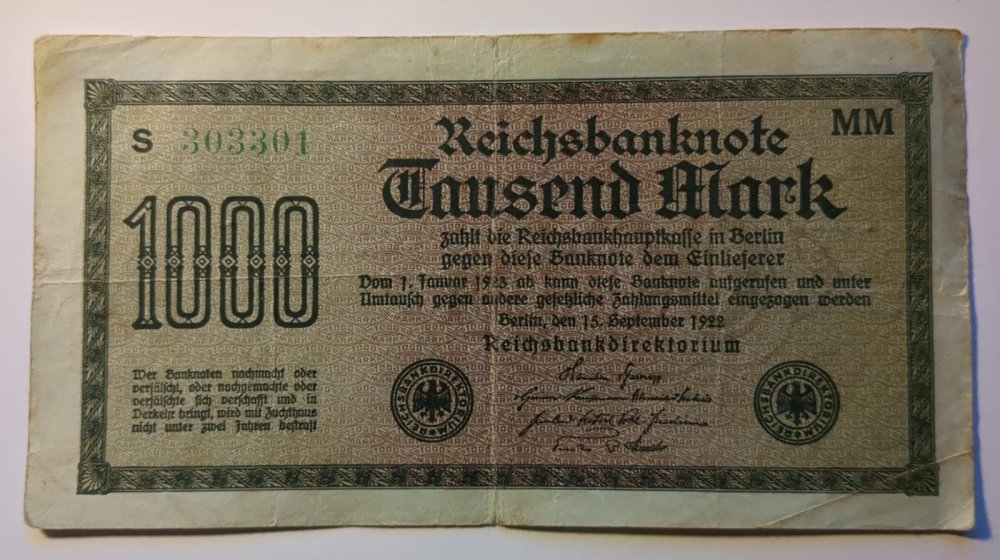 S 303301
MM
Reichsbanknote
Tausend Mark
1000
zahlt die Reichsbankhauptkasse in Berlin
gegen diese Banknote dem Einlieferer
Vom 1. Januar 1923 ab kann diese Banknote aufgerufen und unter
Umtausch gegen andere gesetzliche Zahlungsmittel eingezogen werden
Berlin, den 15. September 1922
Reichsbankdirektorium
Wer Banknoten nachmacht oder
verfälscht, oder nachgemachte oder
verfälschte sich verschafft und in
Verkehr bringt, wird mit Zuchthaus
nicht unter zwei Jahren bestraft
REICHSBANKDIREKTORIUM
REICHSBANKDIREKTORIUM